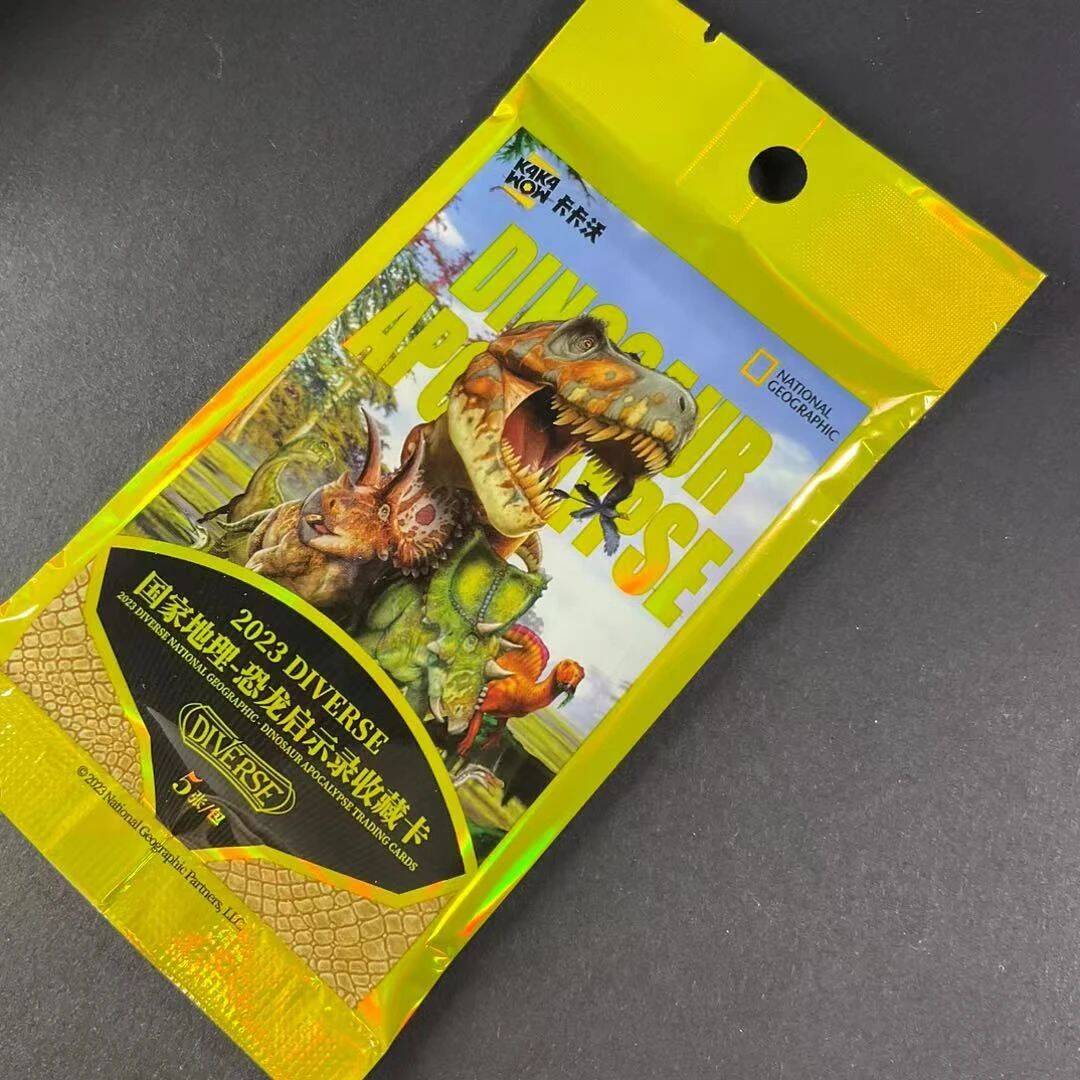 KAKA
WOW 卡卡沃
DINOSAUR
APOCALYPSE
NATIONAL
GEOGRAPHIC
2023 DIVERSE
国家地理-恐龙启示录收藏卡
2023 DIVERSE NATIONAL GEOGRAPHIC - DINOSAUR APOCALYPSE TRADING CARDS
DIVERSE
5张/包
© 2023 National Geographic Partners, LLC.